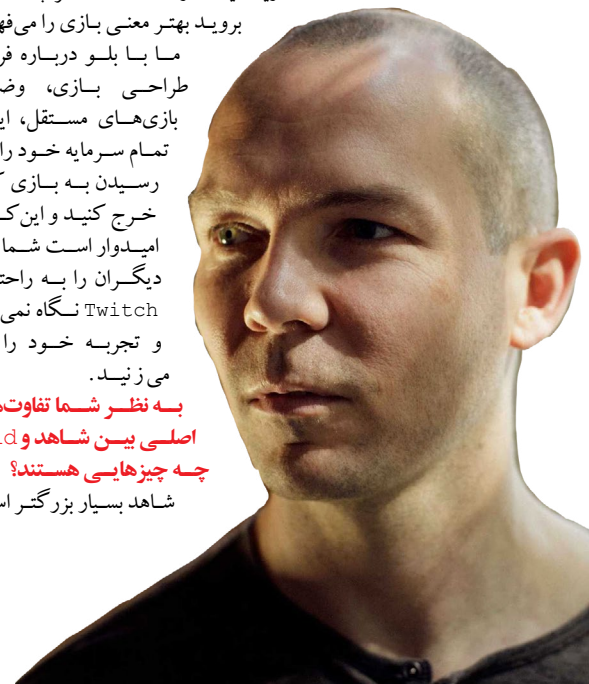 بروید بهتر معنی بازی را می‌فه
ما با بلو درباره فر
طراحی بازی، وض
بازی‌های مستقل، ای
تمام سرمایه خود را
رسیدن به بازی ک
خرج کنید و این‌ک
امیدوار است شما
دیگران را به راحت
Twitch نگاه نمی
و تجربه خود را
می زنید.
به نظر شما تفاوت‌ه
اصلی بین شاهد و d
چه چیزهایی هستند؟
شاهد بسیار بزرگتر اس